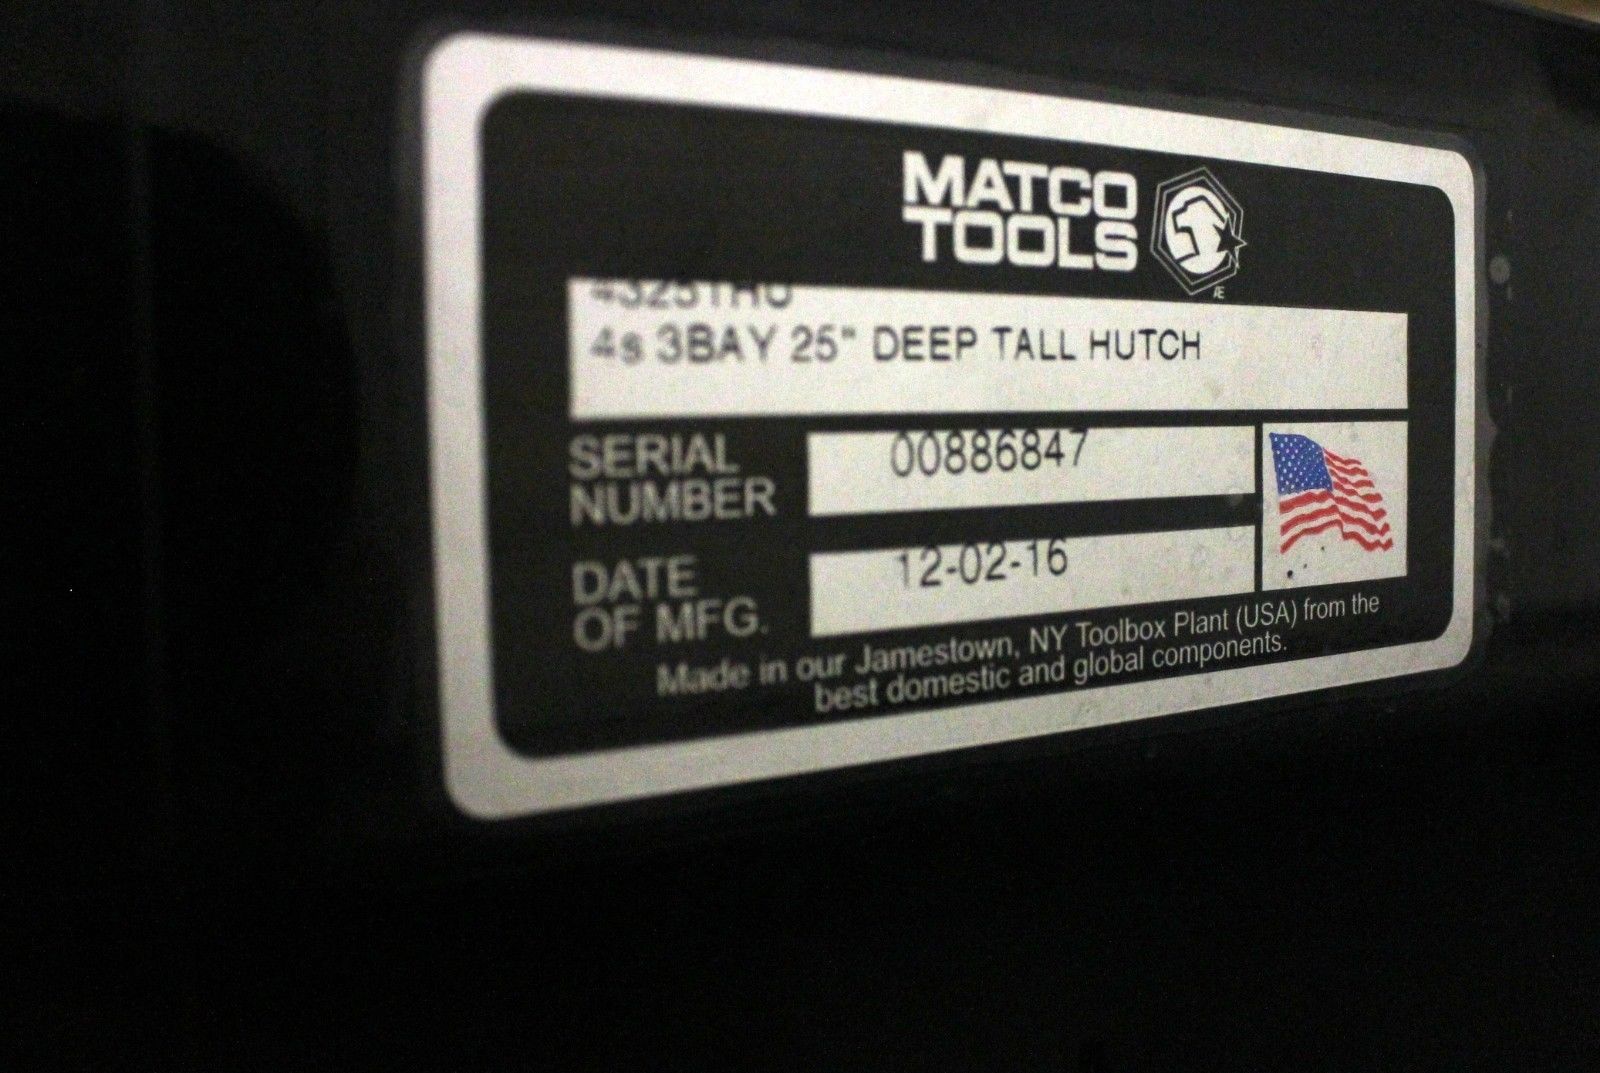 MATCO
TOOLS
Æ
4s 3BAY 25" DEEP TALL HUTCH
SERIAL
NUMBER
00886847
DATE
OF MFG.
12-02-16
Made in our Jamestown, NY Toolbox Plant (USA) from the
best domestic and global components.